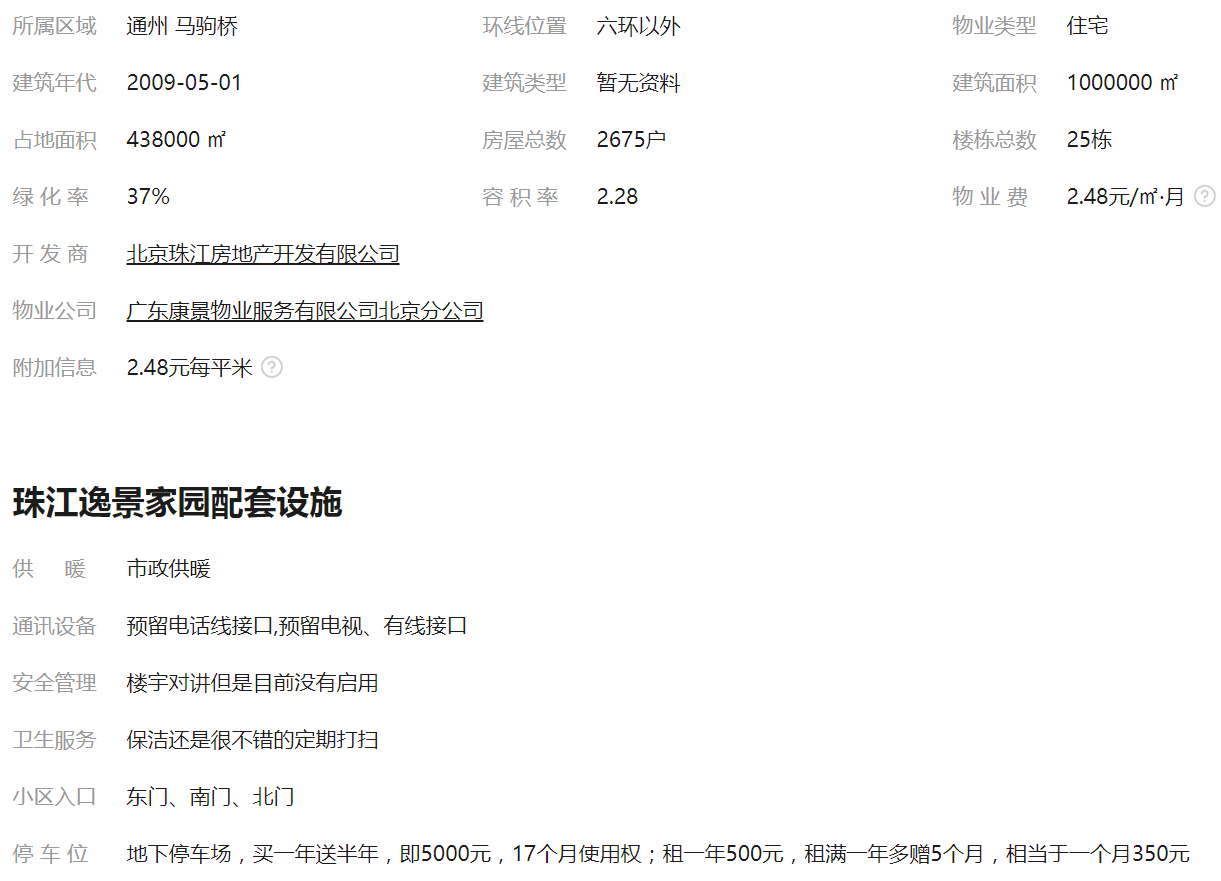 所属区域 通州 马驹桥 环线位置 六环以外 物业类型 住宅
建筑年代 2009-05-01 建筑类型 暂无资料 建筑面积 1000000 ㎡
占地面积 438000 ㎡ 房屋总数 2675户 楼栋总数 25栋
绿 化 率 37% 容 积 率 2.28 物 业 费 2.48元/㎡·月 ?
开 发 商 北京珠江房地产开发有限公司
物业公司 广东康景物业服务有限公司北京分公司
附加信息 2.48元每平米 ?
珠江逸景家园配套设施
供 暖 市政供暖
通讯设备 预留电话线接口,预留电视、有线接口
安全管理 楼宇对讲但是目前没有启用
卫生服务 保洁还是很不错的定期打扫
小区入口 东门、南门、北门
停 车 位 地下停车场，买一年送半年，即5000元，17个月使用权；租一年500元，租满一年多赠5个月，相当于一个月350元